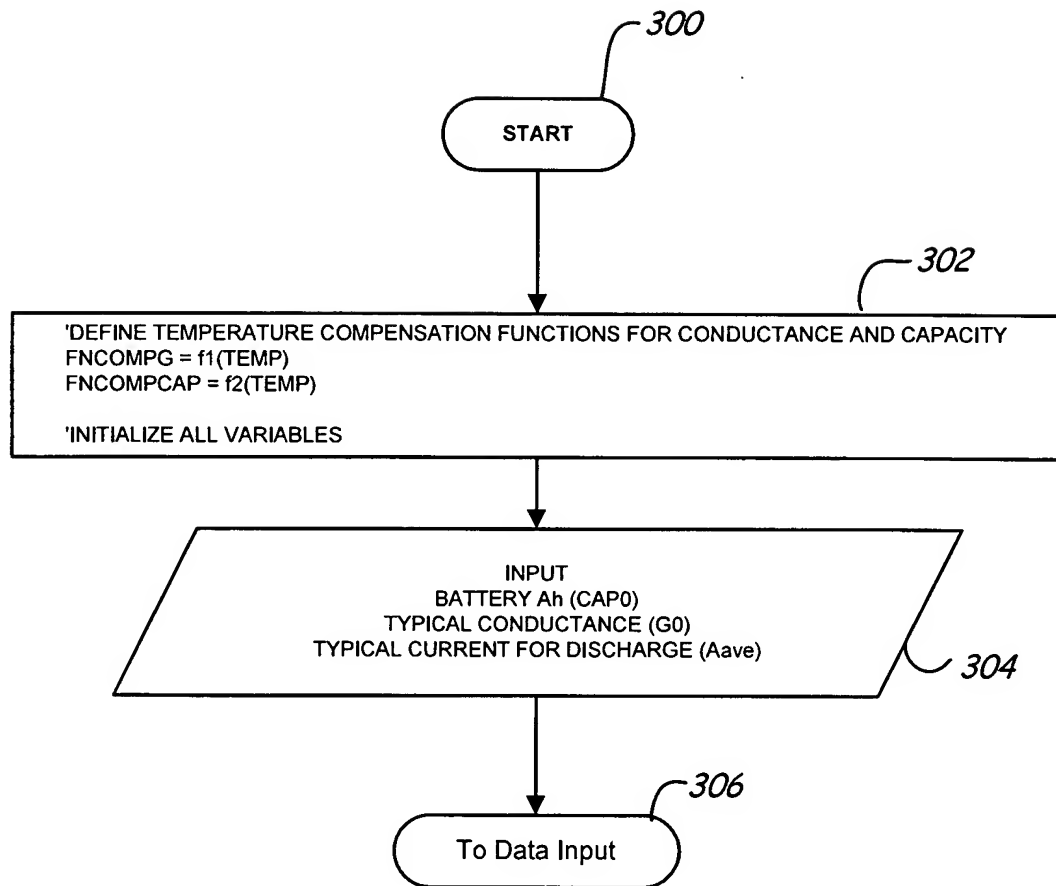 300
START
302
'DEFINE TEMPERATURE COMPENSATION FUNCTIONS FOR CONDUCTANCE AND CAPACITY
FNCOMPG = f1(TEMP)
FNCOMPCAP = f2(TEMP)
'INITIALIZE ALL VARIABLES
INPUT
BATTERY Ah (CAP0)
TYPICAL CONDUCTANCE (G0)
TYPICAL CURRENT FOR DISCHARGE (Aave)
304
306
To Data Input